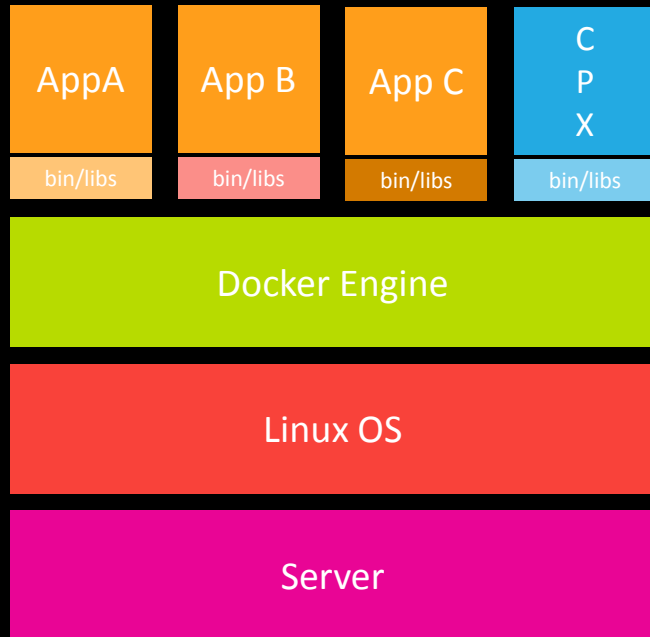 AppA
App B
App C
C
P
X
bin/libs
bin/libs
bin/libs
bin/libs
Docker Engine
Linux OS
Server